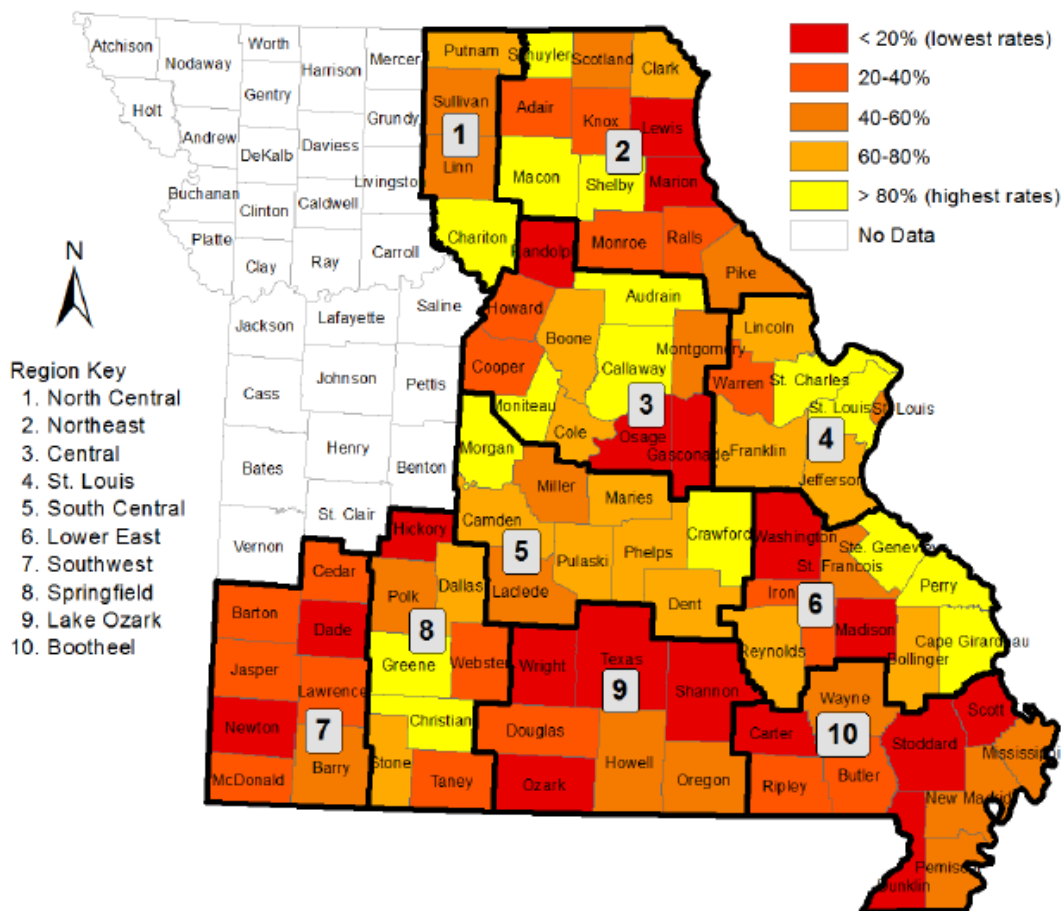 < 20% (lowest rates)
20-40%
40-60%
60-80%
> 80% (highest rates)
No Data
N
Region Key
1. North Central
2. Northeast
3. Central
4. St. Louis
5. South Central
6. Lower East
7. Southwest
8. Springfield
9. Lake Ozark
10. Bootheel
Atchison
Nodaway
Worth
Harrison
Mercer
Putnam
Schuyler
Scotland
Clark
Holt
Gentry
Andrew
DeKalb
Daviess
Grundy
Sullivan
Adair
Knox
Lewis
1
2
Linn
Buchanan
Clinton
Caldwell
Livingston
Macon
Shelby
Marion
Platte
Clay
Ray
Carroll
Chariton
Randolph
Monroe
Ralls
Pike
Jackson
Lafayette
Saline
Howard
Boone
Audrain
Lincoln
Cass
Johnson
Pettis
Cooper
Moniteau
Callaway
Montgomery
Warren
St. Charles
St. Louis
St. Louis
3
4
Bates
Henry
Benton
Morgan
Cole
Osage
Gasconade
Franklin
Jefferson
Vernon
St. Clair
Hickory
Camden
Miller
Maries
Crawford
Washington
St. Francois
Ste. Genevieve
Perry
5
Pulaski
Phelps
Laclede
Dent
Iron
6
Madison
Reynolds
Bollinger
Cape Girardeau
Cedar
Polk
Dallas
Barton
Dade
8
Jasper
Greene
Webster
Wright
Texas
Shannon
9
Lawrence
Newton
7
Christian
Douglas
Carter
Wayne
10
Stoddard
Scott
Mississippi
McDonald
Barry
Stone
Taney
Ozark
Howell
Oregon
Ripley
Butler
New Madrid
Pemiscot
Dunklin